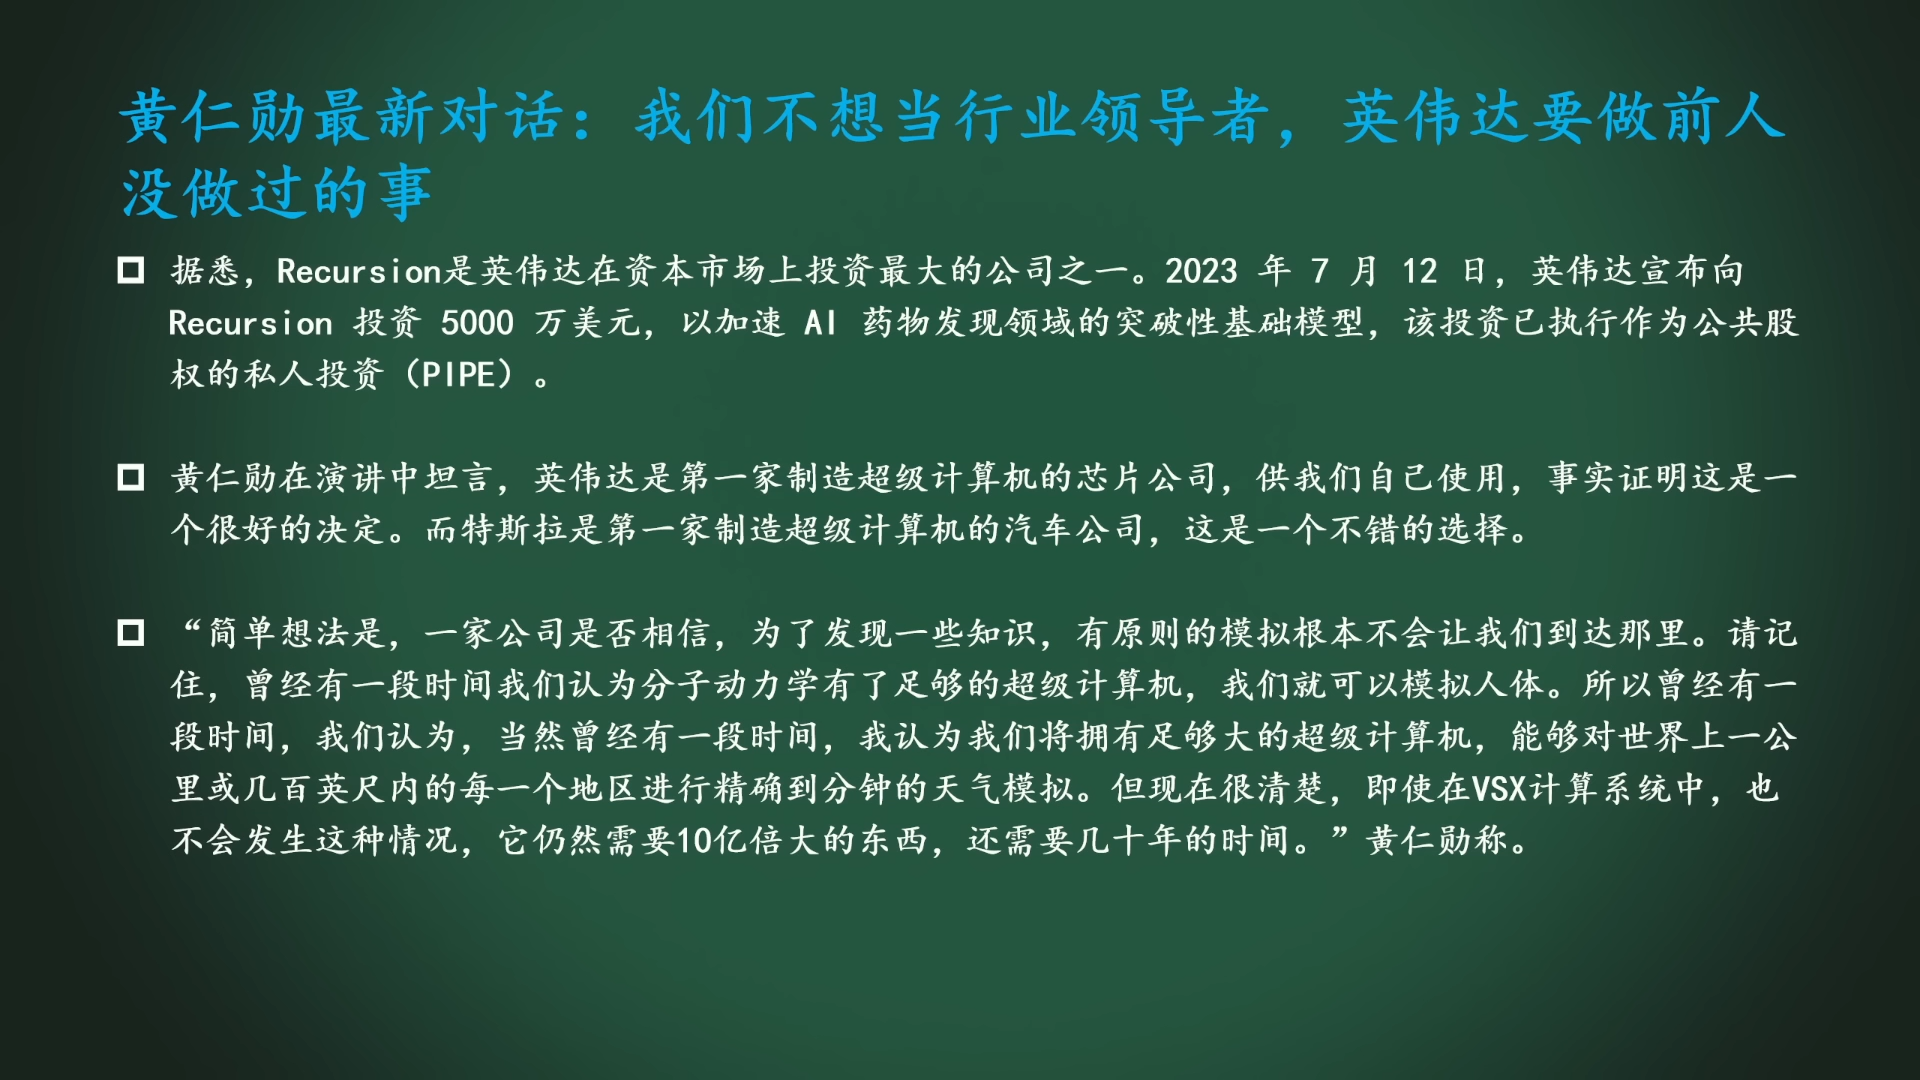 黄仁勋最新对话：我们不想当行业领导者，英伟达要做前人
没做过的事
据悉，Recursion是英伟达在资本市场上投资最大的公司之一。2023 年 7 月 12 日，英伟达宣布向
Recursion 投资 5000 万美元，以加速 AI 药物发现领域的突破性基础模型，该投资已执行作为公共股
权的私人投资（PIPE）。
黄仁勋在演讲中坦言，英伟达是第一家制造超级计算机的芯片公司，供我们自己使用，事实证明这是一
个很好的决定。而特斯拉是第一家制造超级计算机的汽车公司，这是一个不错的选择。
“简单想法是，一家公司是否相信，为了发现一些知识，有原则的模拟根本不会让我们到达那里。请记
住，曾经有一段时间我们认为分子动力学有了足够的超级计算机，我们就可以模拟人体。所以曾经有一
段时间，我们认为，当然曾经有一段时间，我认为我们将拥有足够大的超级计算机，能够对世界上一公
里或几百英尺内的每一个地区进行精确到分钟的天气模拟。但现在很清楚，即使在VSX计算系统中，也
不会发生这种情况，它仍然需要10亿倍大的东西，还需要几十年的时间。”黄仁勋称。